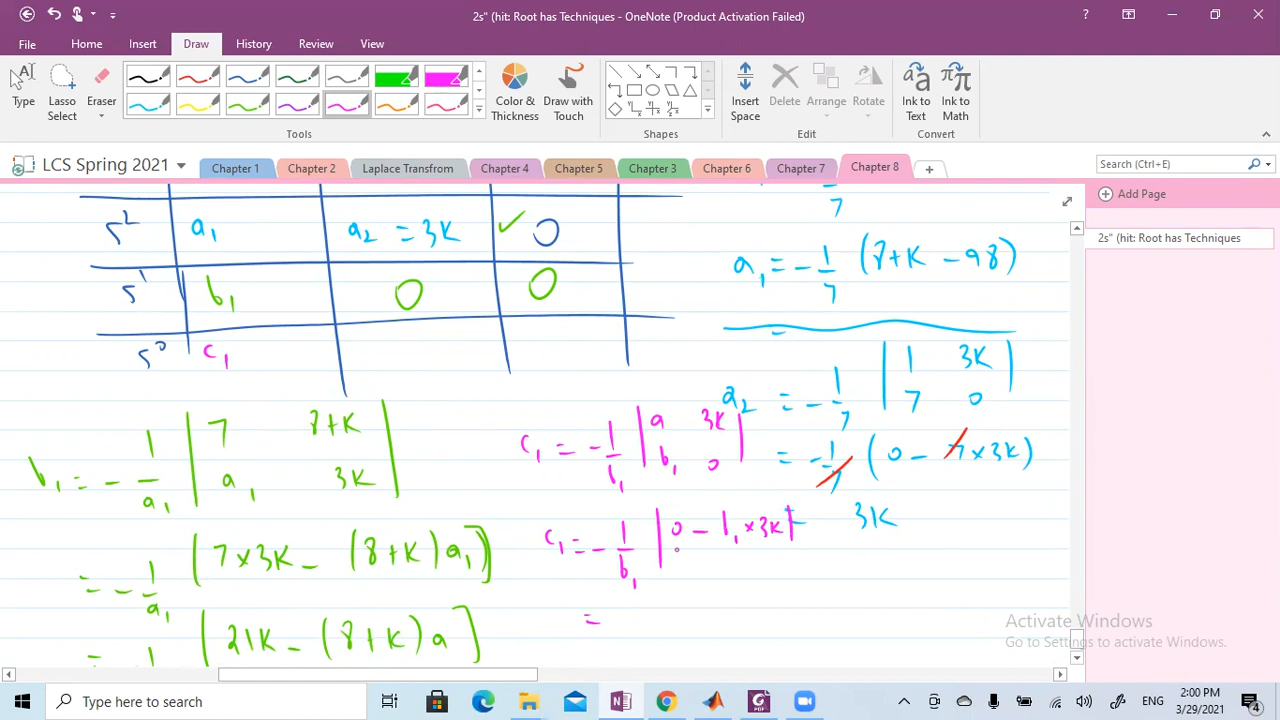 2s" (hit: Root has Techniques - OneNote (Product Activation Failed)
File Home Insert Draw History Review View
Type Lasso Select Eraser Color & Thickness Draw with Touch Insert Space Delete Arrange Rotate Ink to Text Ink to Math
Tools Shapes Edit Convert
LCS Spring 2021 Chapter 1 Chapter 2 Laplace Transfrom Chapter 4 Chapter 5 Chapter 3 Chapter 6 Chapter 7 Chapter 8 Search (Ctrl+E)
Add Page
2s" (hit: Root has Techniques
7
s² a₁ a₂ = 3K ✓ 0
a₁ = -1/7 (8+K - 98)
s¹ b₁ 0 0
s⁰ c₁
=
a₂ = -1/7 | 1 3K
7 0 |
b₁ = -1/a₁ | 7 8+K
a₁ 3K |
c₁ = -1/b₁ | a 3K
b₁ 0 |
= -1/7 (0 - 7×3K)
c₁ = -1/b₁ | 0 - b₁×3K |
= 3K
= -1/a₁ [7×3K - (8+K)a₁]
=
= -1/a₁ [21K - (8+K)a]
Activate Windows
Go to Settings to activate Windows.
Type here to search
ENG
2:00 PM
3/29/2021
4